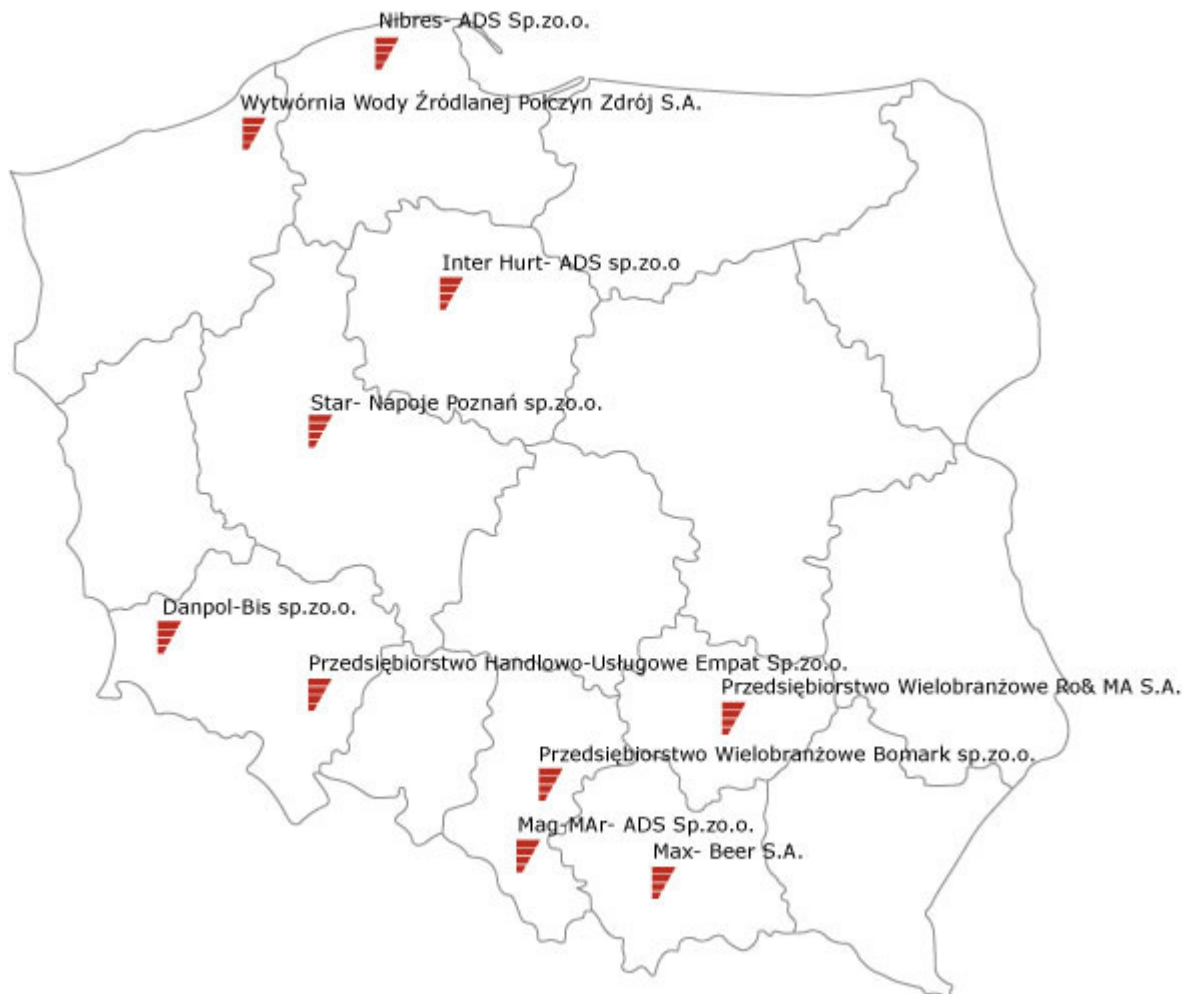 Nibres- ADS Sp.zo.o.
Wytwórnia Wody Źródlanej Połczyn Zdrój S.A.
Inter Hurt- ADS sp.zo.o
Star- Napoje Poznań sp.zo.o.
Danpol-Bis sp.zo.o.
Przedsiębiorstwo Handlowo-Usługowe Empat Sp.zo.o.
Przedsiębiorstwo Wielobranżowe Ro& MA S.A.
Przedsiębiorstwo Wielobranżowe Bomark sp.zo.o.
Mag-MAr- ADS Sp.zo.o.
Max- Beer S.A.